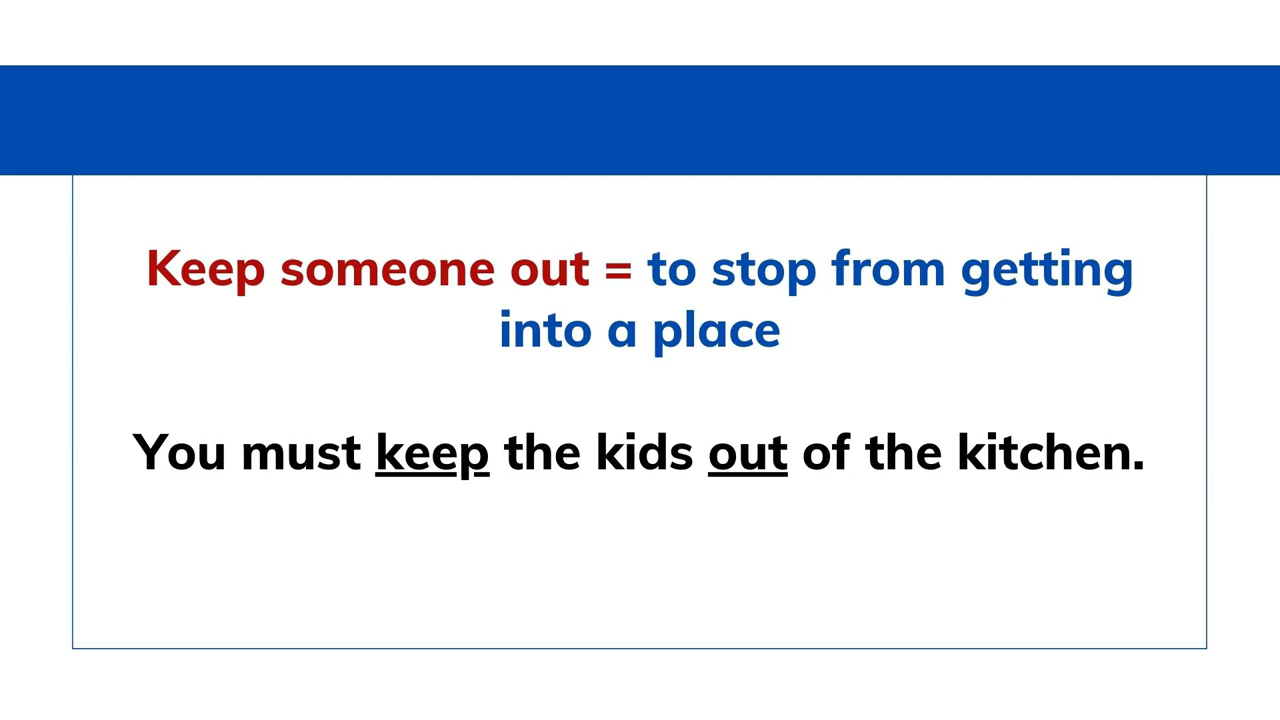 Keep someone out = to stop from getting
into a place
You must keep the kids out of the kitchen.